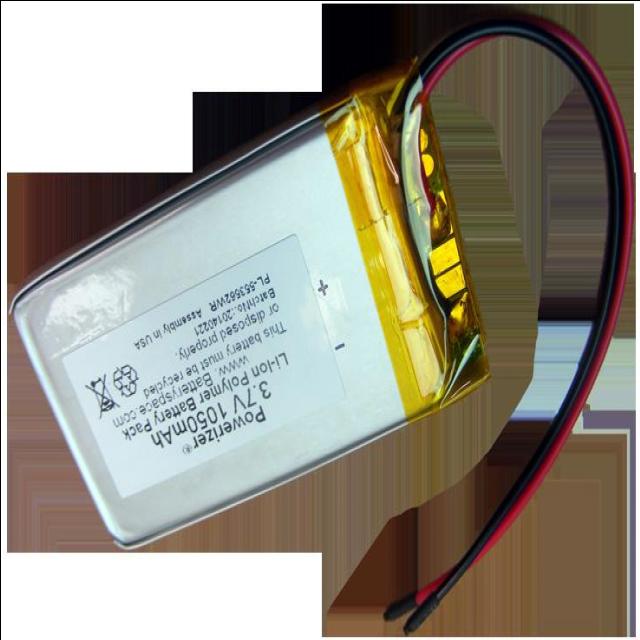 Powerizer®
3.7V 1050mAh
Li-Ion Polymer Battery Pack
www. Batteryspace.com
This battery must be recycled
or disposed properly.
BatchNo.:20140221
PL-553562WR Assembly in USA
+ -